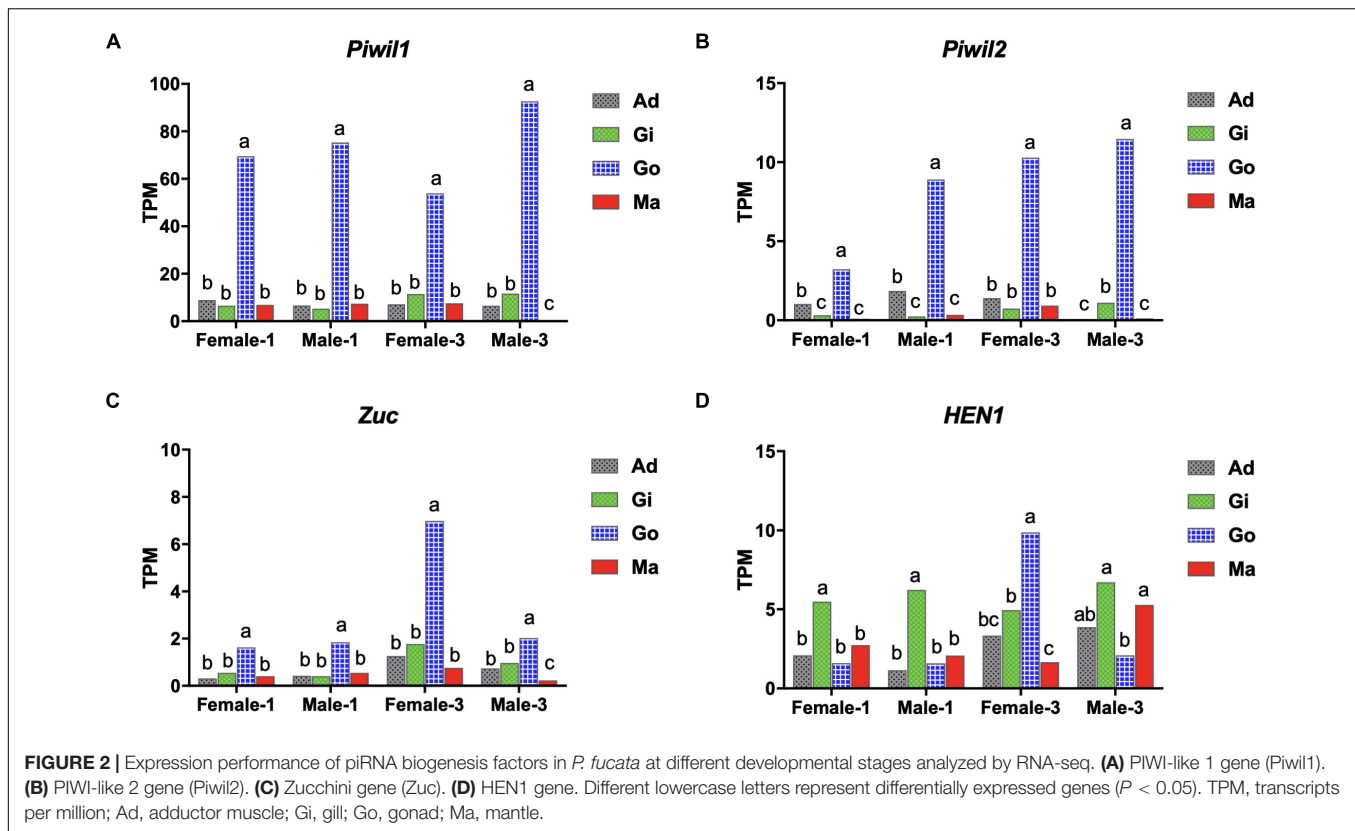 A
Piwil1
100
80
60
40
20
0
TPM
b b a b
b b a b
b b a b
b b a c
Female-1 Male-1 Female-3 Male-3
Ad
Gi
Go
Ma
B
Piwil2
15
10
5
0
TPM
b c a c
b c a c
b b a b
c b a c
Female-1 Male-1 Female-3 Male-3
Ad
Gi
Go
Ma
C
Zuc
10
8
6
4
2
0
TPM
b b a b
b b a b
b b a b
b b a c
Female-1 Male-1 Female-3 Male-3
Ad
Gi
Go
Ma
D
HEN1
15
10
5
0
TPM
b a b b
b a b b
bc b a c
ab a b a
Female-1 Male-1 Female-3 Male-3
Ad
Gi
Go
Ma
FIGURE 2 | Expression performance of piRNA biogenesis factors in P. fucata at different developmental stages analyzed by RNA-seq. (A) PIWI-like 1 gene (Piwil1).
(B) PIWI-like 2 gene (Piwil2). (C) Zucchini gene (Zuc). (D) HEN1 gene. Different lowercase letters represent differentially expressed genes (P < 0.05). TPM, transcripts
per million; Ad, adductor muscle; Gi, gill; Go, gonad; Ma, mantle.